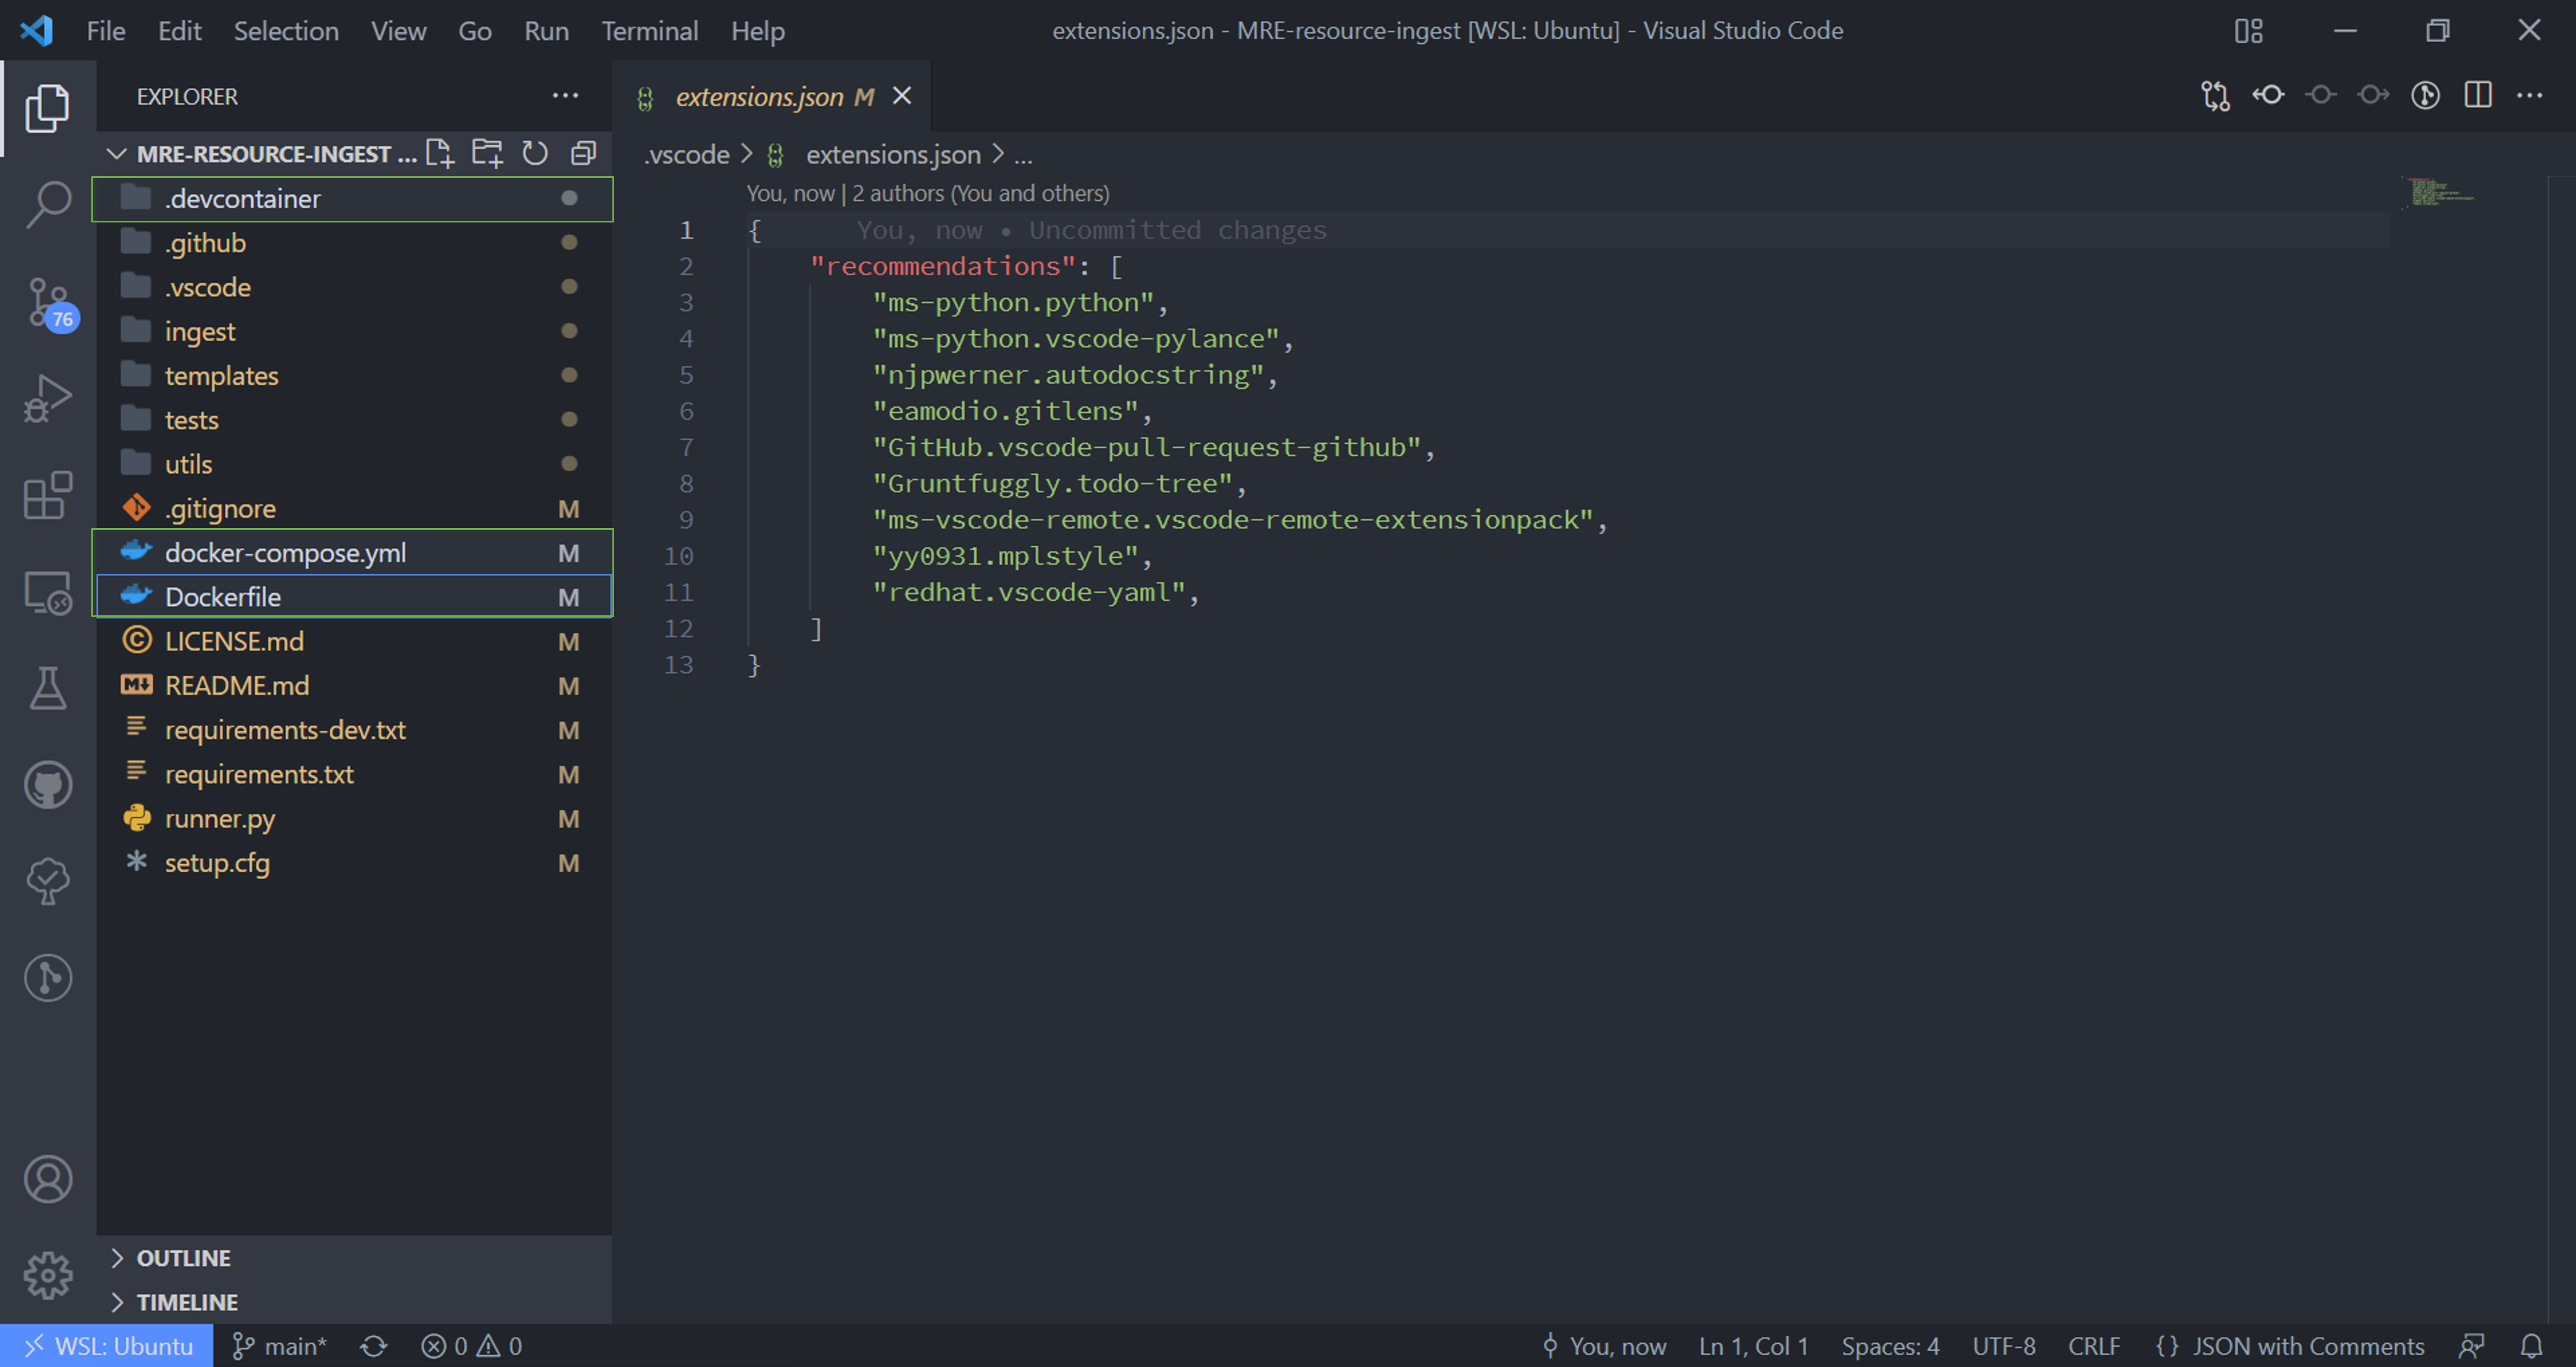 File Edit Selection View Go Run Terminal Help
extensions.json - MRE-resource-ingest [WSL: Ubuntu] - Visual Studio Code
EXPLORER
MRE-RESOURCE-INGEST ...
.devcontainer
.github
.vscode
ingest
templates
tests
utils
.gitignore M
docker-compose.yml M
Dockerfile M
LICENSE.md M
README.md M
requirements-dev.txt M
requirements.txt M
runner.py M
setup.cfg M
OUTLINE
TIMELINE
76
extensions.json M
.vscode > extensions.json > ...
You, now | 2 authors (You and others)
1 { You, now • Uncommitted changes
2 "recommendations": [
3 "ms-python.python",
4 "ms-python.vscode-pylance",
5 "njpwerner.autodocstring",
6 "eamodio.gitlens",
7 "GitHub.vscode-pull-request-github",
8 "Gruntfuggly.todo-tree",
9 "ms-vscode-remote.vscode-remote-extensionpack",
10 "yy0931.mplstyle",
11 "redhat.vscode-yaml",
12 ]
13 }
WSL: Ubuntu main* 0 0 You, now Ln 1, Col 1 Spaces: 4 UTF-8 CRLF {} JSON with Comments